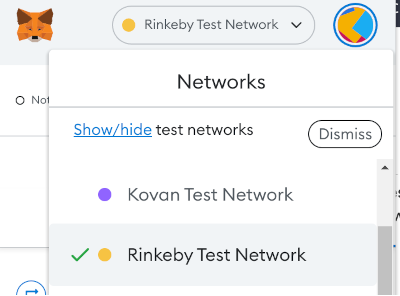 Rinkeby Test Network
Networks
Not
Show/hide test networks
Dismiss
Kovan Test Network
Rinkeby Test Network